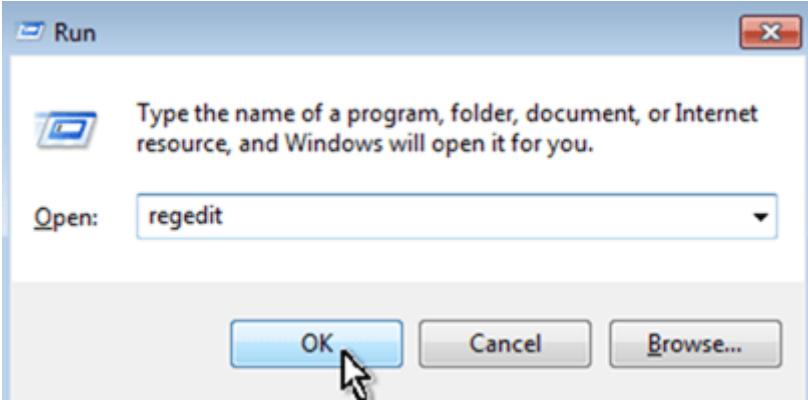 Run
Type the name of a program, folder, document, or Internet
resource, and Windows will open it for you.
Open:
regedit
OK
Cancel
Browse...